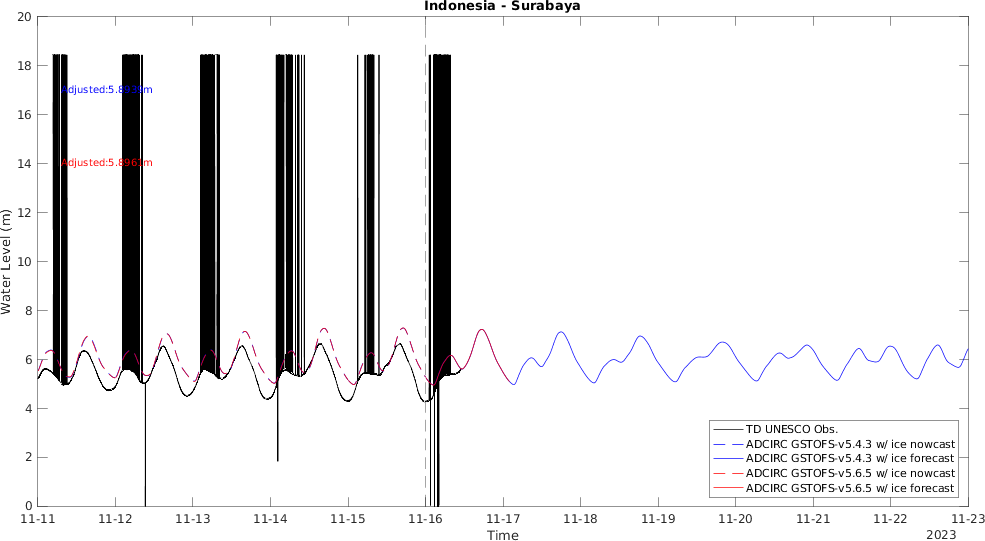 Indonesia - Surabaya
20
18
16
14
12
10
8
6
4
2
0
Water Level (m)
Adjusted:
Adjusted:
TD UNESCO Obs.
ADCIRC GSTOFS-v5.4.3 w/ ice nowcast
ADCIRC GSTOFS-v5.4.3 w/ ice forecast
ADCIRC GSTOFS-v5.6.5 w/ ice nowcast
ADCIRC GSTOFS-v5.6.5 w/ ice forecast
11-11 11-12 11-13 11-14 11-15 11-16 11-17 11-18 11-19 11-20 11-21 11-22 11-23
Time
2023